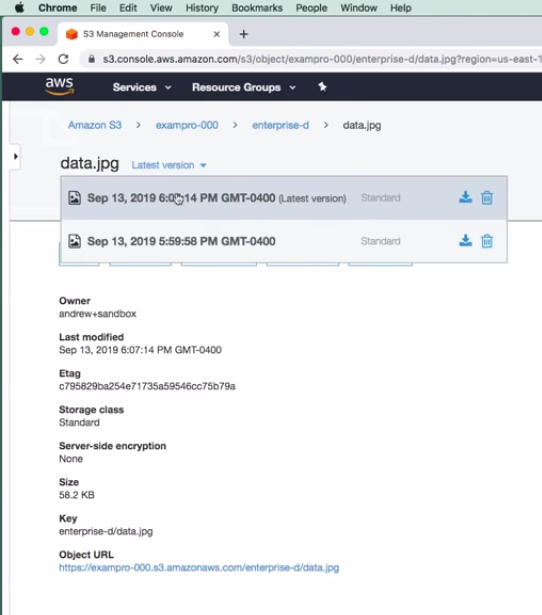 Chrome File Edit View History Bookmarks People Window Help
S3 Management Console
s3.console.aws.amazon.com/s3/object/exampro-000/enterprise-d/data.jpg?region=us-east-1
aws Services Resource Groups
Amazon S3 > exampro-000 > enterprise-d > data.jpg
data.jpg Latest version
Sep 13, 2019 6:07:14 PM GMT-0400 (Latest version) Standard
Sep 13, 2019 5:59:58 PM GMT-0400 Standard
Owner
andrew+sandbox
Last modified
Sep 13, 2019 6:07:14 PM GMT-0400
Etag
c795829ba254e71735a59546cc75b79a
Storage class
Standard
Server-side encryption
None
Size
58.2 KB
Key
enterprise-d/data.jpg
Object URL
https://exampro-000.s3.amazonaws.com/enterprise-d/data.jpg